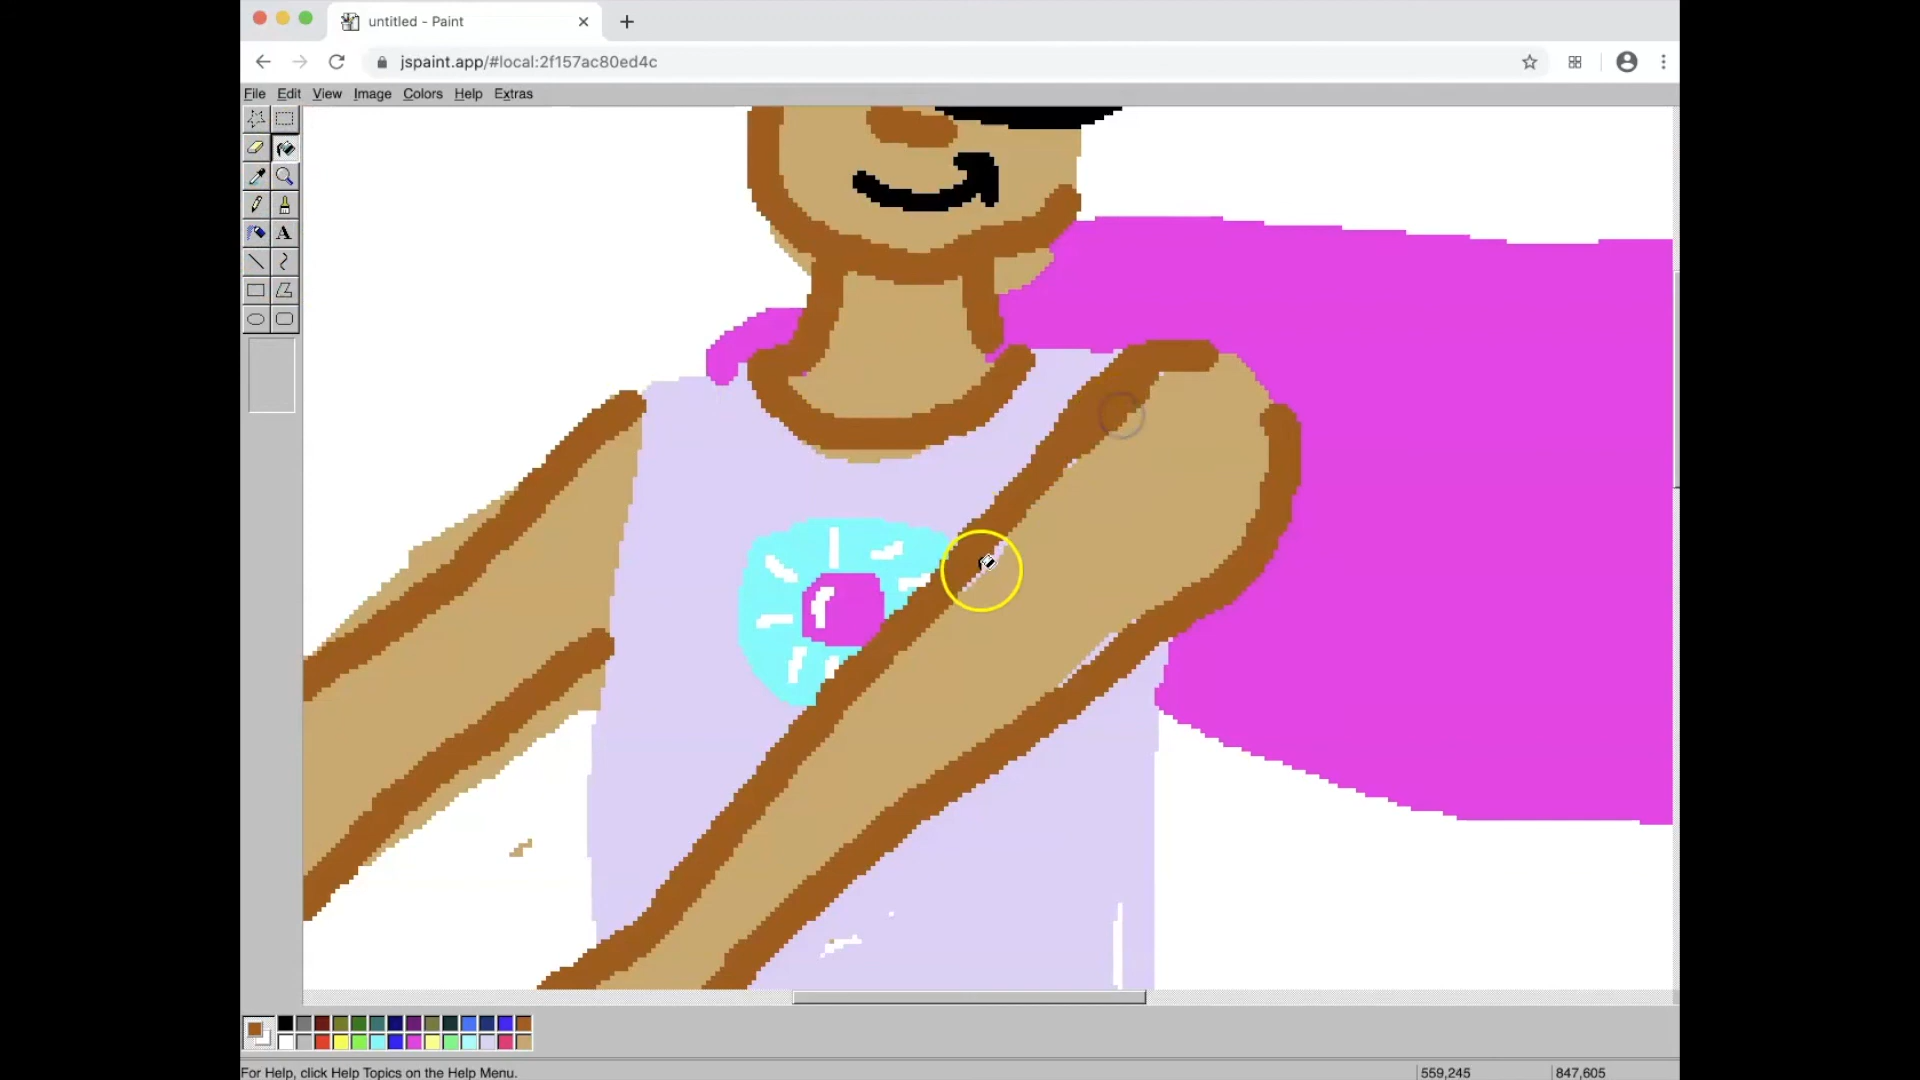 untitled - Paint
jspaint.app/#local:2f157ac80ed4c
File Edit View Image Colors Help Extras
A
For Help, click Help Topics on the Help Menu.
559,245
847,605